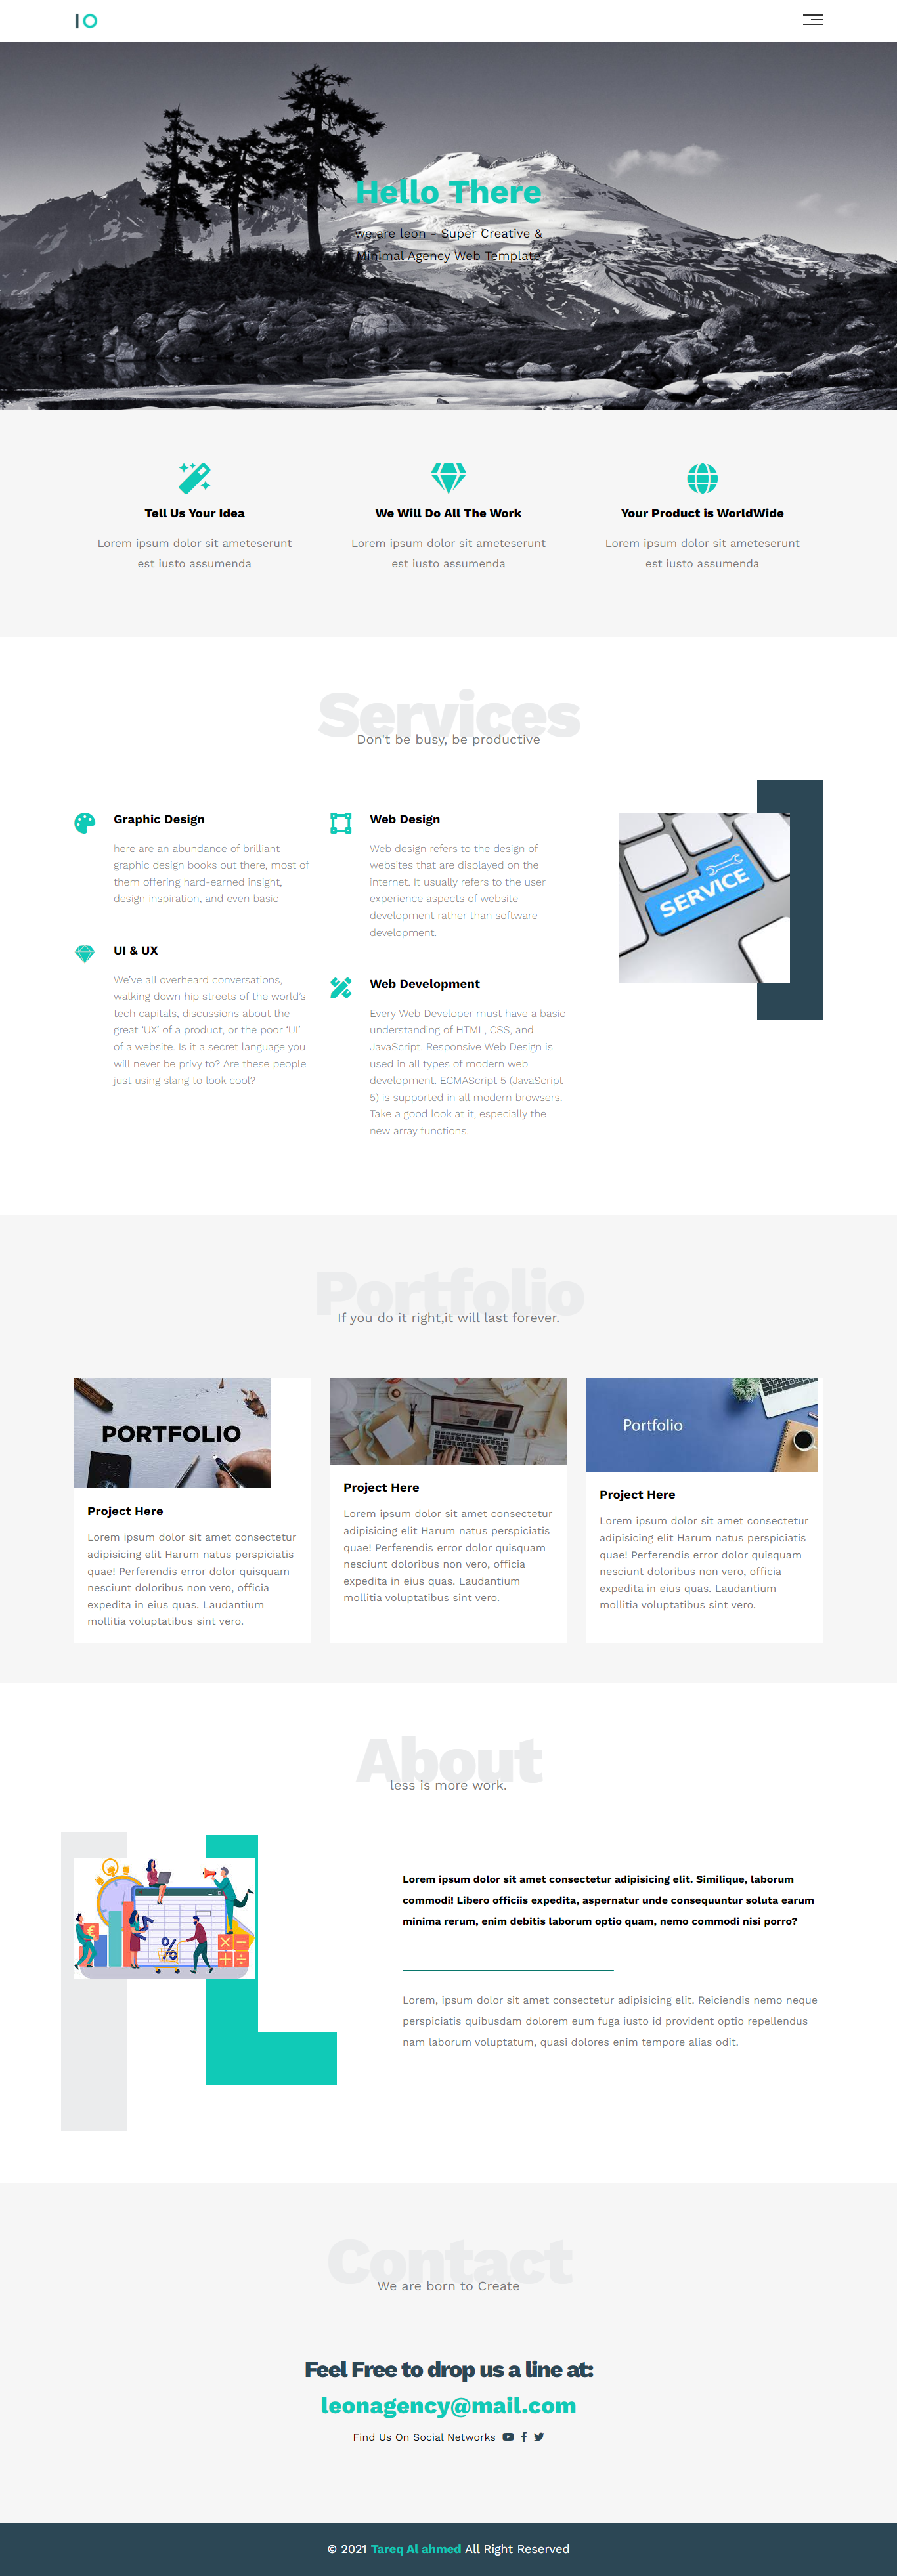 IO
Hello There
we are leon - Super Creative &
Minimal Agency Web Template
Tell Us Your Idea
Lorem ipsum dolor sit ameteserunt
est iusto assumenda
We Will Do All The Work
Lorem ipsum dolor sit ameteserunt
est iusto assumenda
Your Product is WorldWide
Lorem ipsum dolor sit ameteserunt
est iusto assumenda
Services
Don't be busy, be productive
Graphic Design
here are an abundance of brilliant
graphic design books out there, most of
them offering hard-earned insight,
design inspiration, and even basic
UI & UX
We've all overheard conversations,
walking down hip streets of the world's
tech capitals, discussions about the
great 'UX' of a product, or the poor 'UI'
of a website. Is it a secret language you
will never be privy to? Are these people
just using slang to look cool?
Web Design
Web design refers to the design of
websites that are displayed on the
internet. It usually refers to the user
experience aspects of website
development rather than software
development.
Web Development
Every Web Developer must have a basic
understanding of HTML, CSS, and
JavaScript. Responsive Web Design is
used in all types of modern web
development. ECMAScript 5 (JavaScript
5) is supported in all modern browsers.
Take a good look at it, especially the
new array functions.
SERVICE
Portfolio
If you do it right,it will last forever.
PORTFOLIO
Project Here
Lorem ipsum dolor sit amet consectetur
adipisicing elit Harum natus perspiciatis
quae! Perferendis error dolor quisquam
nesciunt doloribus non vero, officia
expedita in eius quas. Laudantium
mollitia voluptatibus sint vero.
Project Here
Lorem ipsum dolor sit amet consectetur
adipisicing elit Harum natus perspiciatis
quae! Perferendis error dolor quisquam
nesciunt doloribus non vero, officia
expedita in eius quas. Laudantium
mollitia voluptatibus sint vero.
Portfolio
Project Here
Lorem ipsum dolor sit amet consectetur
adipisicing elit Harum natus perspiciatis
quae! Perferendis error dolor quisquam
nesciunt doloribus non vero, officia
expedita in eius quas. Laudantium
mollitia voluptatibus sint vero.
About
less is more work.
€
%
Lorem ipsum dolor sit amet consectetur adipisicing elit. Similique, laborum
commodi! Libero officiis expedita, aspernatur unde consequuntur soluta earum
minima rerum, enim debitis laborum optio quam, nemo commodi nisi porro?
Lorem, ipsum dolor sit amet consectetur adipisicing elit. Reiciendis nemo neque
perspiciatis quibusdam dolorem eum fuga iusto id provident optio repellendus
nam laborum voluptatum, quasi dolores enim tempore alias odit.
Contact
We are born to Create
Feel Free to drop us a line at:
leonagency@mail.com
Find Us On Social Networks
© 2021 Tareq Al ahmed All Right Reserved